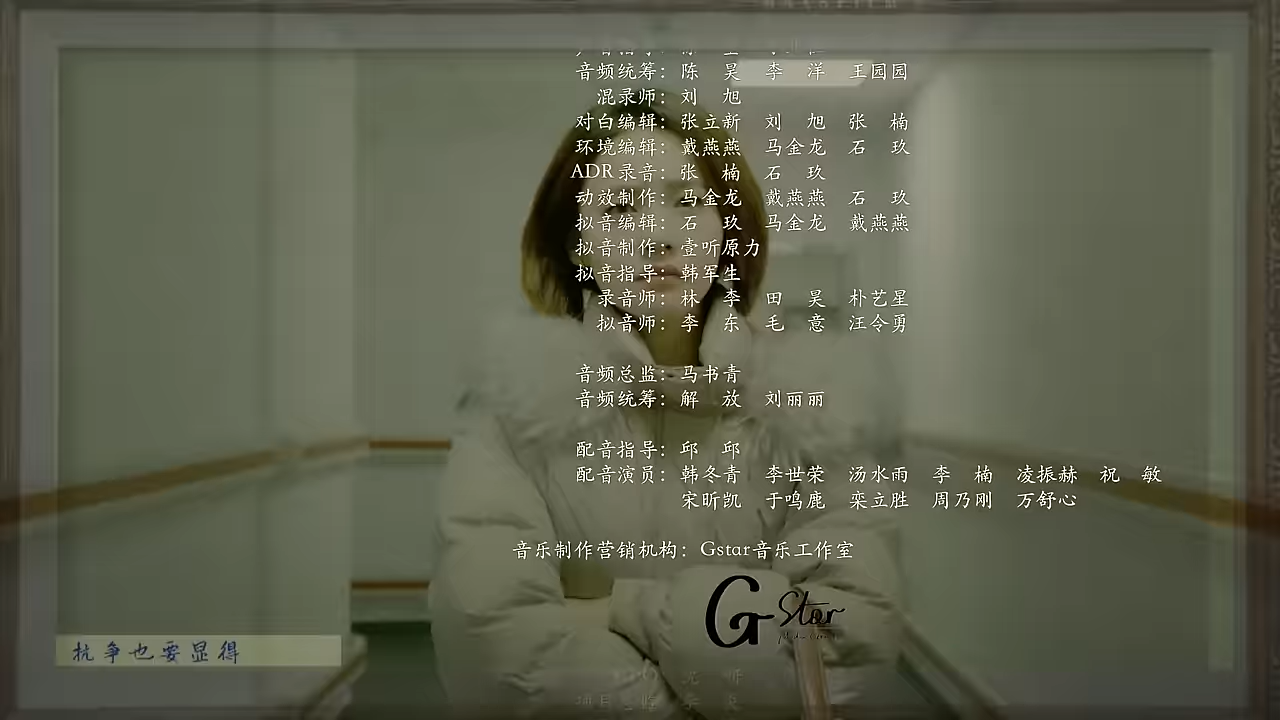 音频统筹：陈 昊 李 洋 王园园
混录师：刘 旭
对白编辑：张立新 刘 旭 张 楠
环境编辑：戴燕燕 马金龙 石 玖
ADR录音：张 楠 石 玖
动效制作：马金龙 戴燕燕 石 玖
拟音编辑：石 玖 马金龙 戴燕燕
拟音制作：壹听原力
拟音指导：韩军生
录音师：林 李 田 昊 朴艺星
拟音师：李 东 毛 意 汪令勇
音频总监：马书青
音频统筹：解 放 刘丽丽
配音指导：邱 邱
配音演员：韩冬青 李世荣 汤水雨 李 楠 凌振赫 祝 敏
宋昕凯 于鸣鹿 栾立胜 周乃刚 万舒心
音乐制作营销机构：Gstar音乐工作室
G Star
抗争也要显得